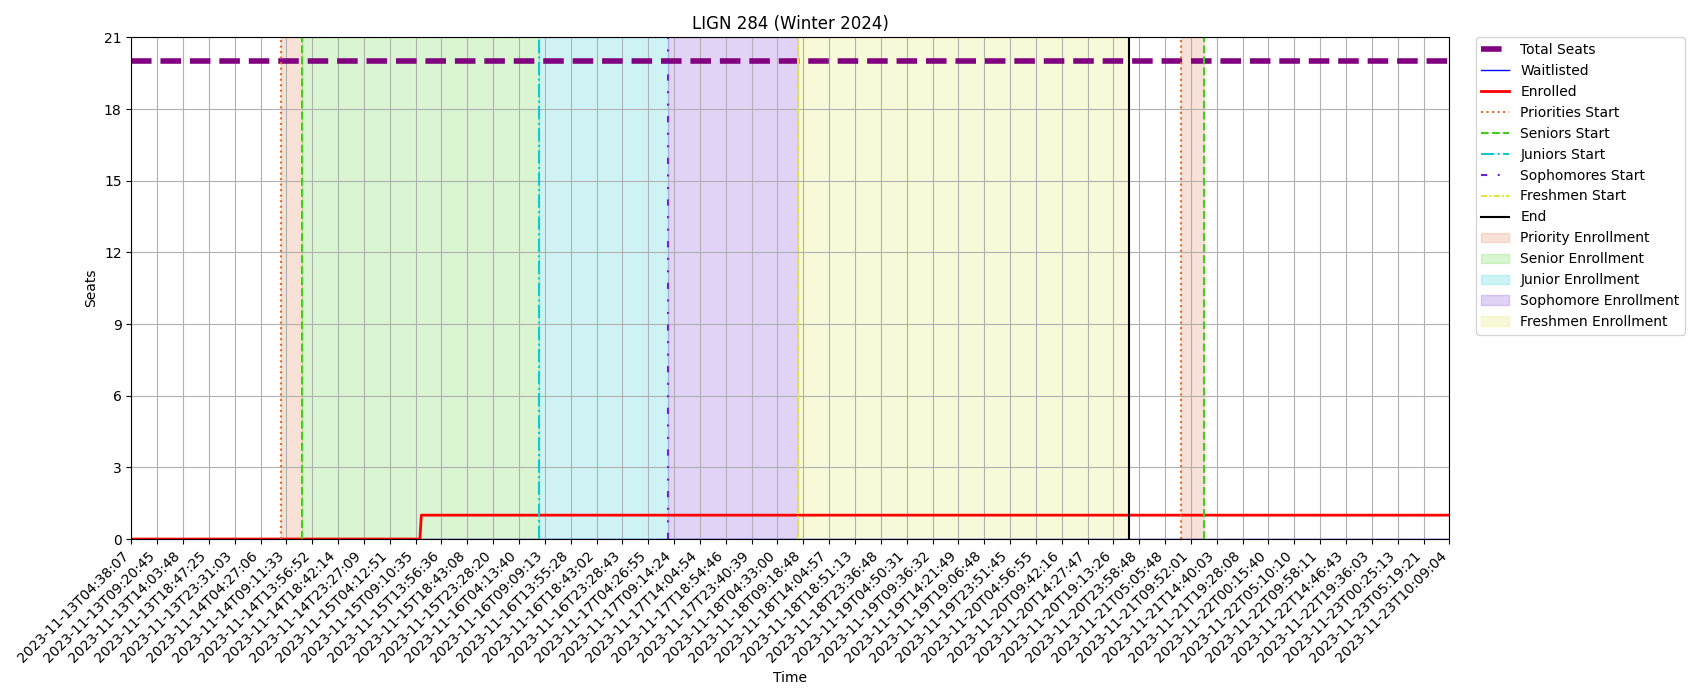 LIGN 284 (Winter 2024)
21
18
15
12
9
6
3
0
Seats
2023-11-13T04:38:07
2023-11-13T09:20:45
2023-11-13T14:03:48
2023-11-13T18:47:25
2023-11-13T23:31:03
2023-11-14T04:27:06
2023-11-14T09:11:33
2023-11-14T13:56:52
2023-11-14T18:42:14
2023-11-14T23:27:09
2023-11-15T04:12:51
2023-11-15T09:10:35
2023-11-15T13:56:36
2023-11-15T18:43:08
2023-11-15T23:28:20
2023-11-16T04:13:40
2023-11-16T09:09:13
2023-11-16T13:55:28
2023-11-16T18:43:02
2023-11-16T23:28:43
2023-11-17T04:26:55
2023-11-17T09:14:24
2023-11-17T14:04:54
2023-11-17T18:54:46
2023-11-17T23:40:39
2023-11-18T04:33:00
2023-11-18T09:18:48
2023-11-18T14:04:57
2023-11-18T18:51:13
2023-11-18T23:36:48
2023-11-19T04:50:31
2023-11-19T09:36:32
2023-11-19T14:21:49
2023-11-19T19:06:48
2023-11-19T23:51:45
2023-11-20T04:56:55
2023-11-20T09:42:16
2023-11-20T14:27:47
2023-11-20T19:13:26
2023-11-20T23:58:48
2023-11-21T05:05:48
2023-11-21T09:52:01
2023-11-21T14:40:03
2023-11-21T19:28:08
2023-11-22T00:15:40
2023-11-22T05:10:10
2023-11-22T09:58:11
2023-11-22T14:46:43
2023-11-22T19:36:03
2023-11-23T00:25:13
2023-11-23T05:19:21
2023-11-23T10:09:04
Time
Total Seats
Waitlisted
Enrolled
Priorities Start
Seniors Start
Juniors Start
Sophomores Start
Freshmen Start
End
Priority Enrollment
Senior Enrollment
Junior Enrollment
Sophomore Enrollment
Freshmen Enrollment